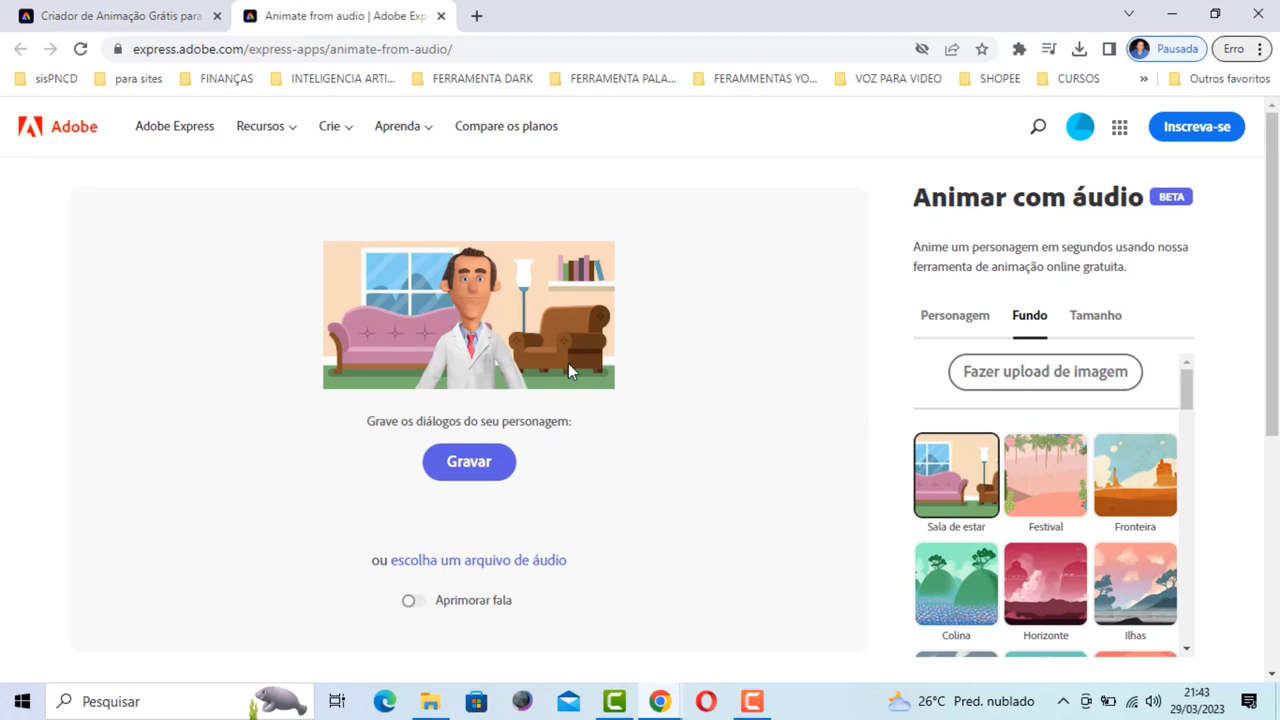 Criador de Animação Grátis para
Animate from audio | Adobe Exp
express.adobe.com/express-apps/animate-from-audio/
Pausada
Erro
sisPNCD
para sites
FINANÇAS
INTELIGENCIA ARTI...
FERRAMENTA DARK
FERRAMENTA PALA...
FERAMMENTAS YO...
VOZ PARA VIDEO
SHOPEE
CURSOS
»
Outros favoritos
Adobe
Adobe Express
Recursos
Crie
Aprenda
Compare os planos
Inscreva-se
Animar com áudio
BETA
Anime um personagem em segundos usando nossa
ferramenta de animação online gratuita.
Personagem
Fundo
Tamanho
Fazer upload de imagem
Grave os diálogos do seu personagem:
Gravar
ou escolha um arquivo de áudio
Aprimorar fala
Sala de estar
Festival
Fronteira
Colina
Horizonte
Ilhas
Pesquisar
26°C Pred. nublado
21:43
29/03/2023